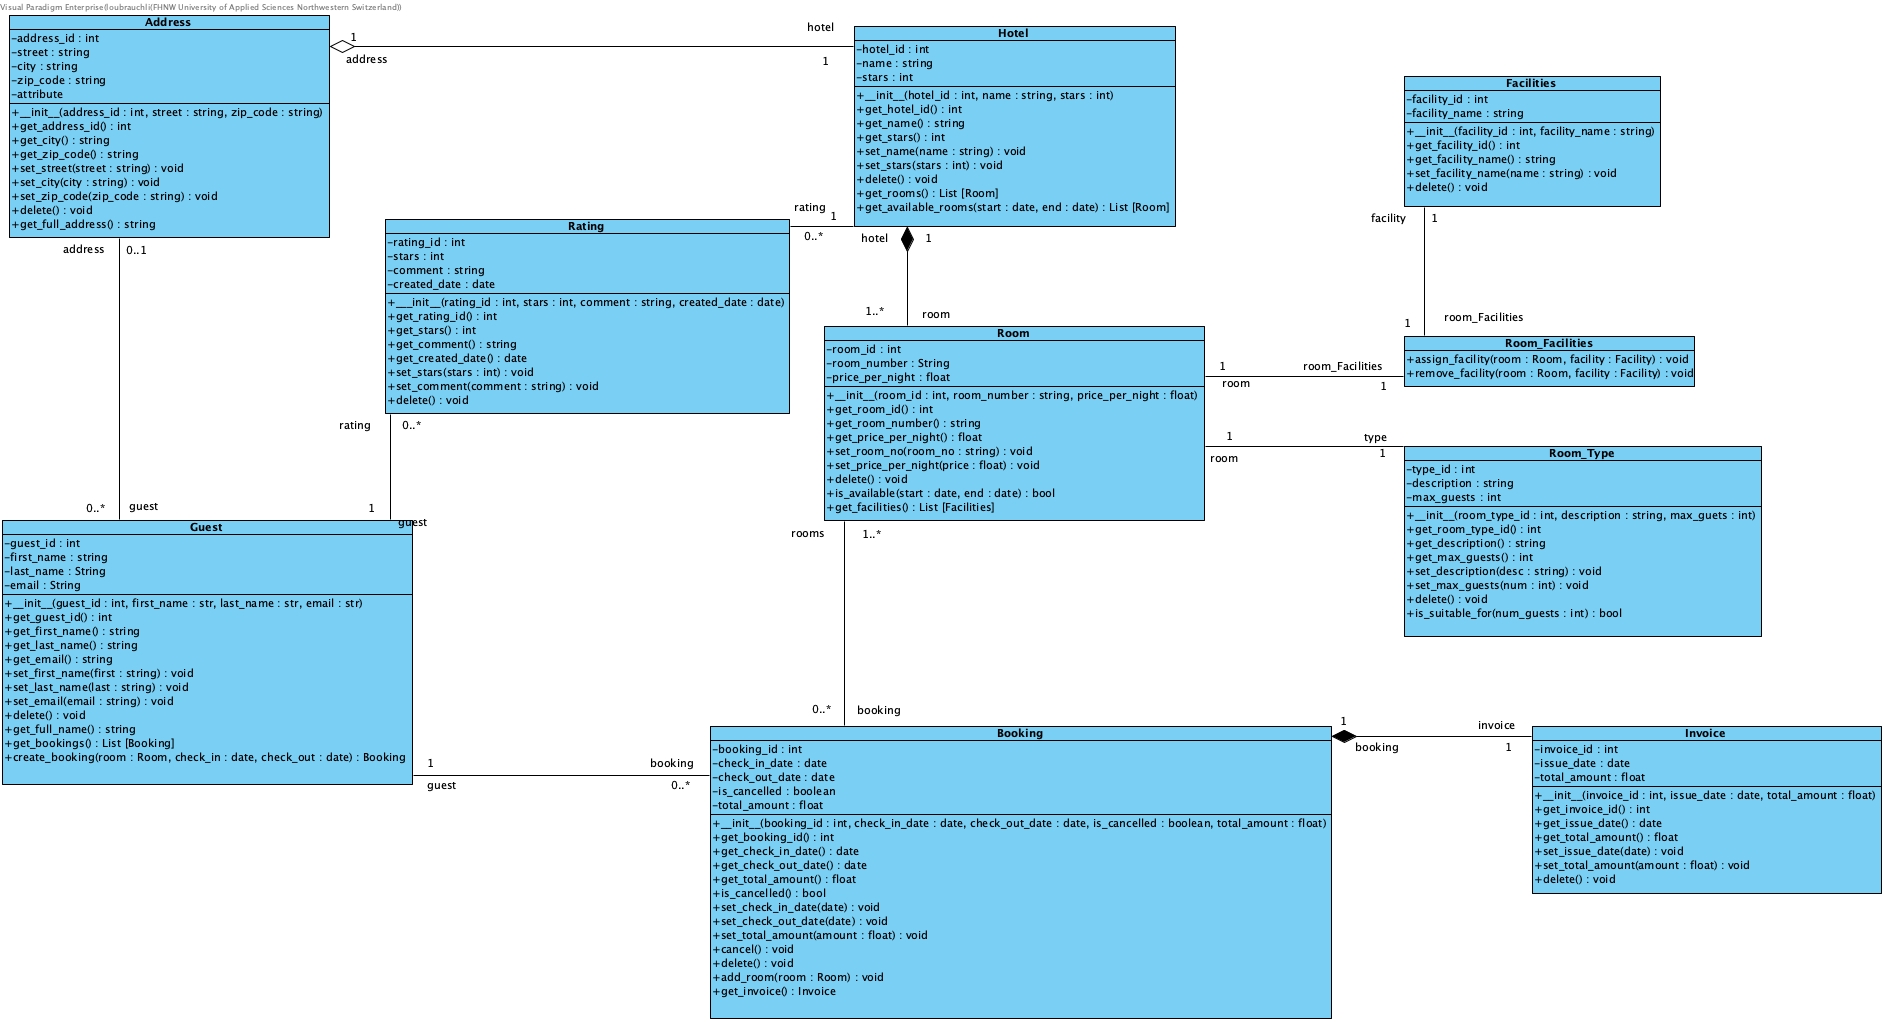 Visual Paradigm Enterprise(loubrauchli(FHNW University of Applied Sciences Northwestern Switzerland))
Address
-address_id : int
-street : string
-city : string
-zip_code : string
-attribute
+__init__(address_id : int, street : string, zip_code : string)
+get_address_id() : int
+get_city() : string
+get_zip_code() : string
+set_street(street : string) : void
+set_city(city : string) : void
+set_zip_code(zip_code : string) : void
+delete() : void
+get_full_address() : string
1
address
hotel
1
Hotel
-hotel_id : int
-name : string
-stars : int
+__init__(hotel_id : int, name : string, stars : int)
+get_hotel_id() : int
+get_name() : string
+get_stars() : int
+set_name(name : string) : void
+set_stars(stars : int) : void
+delete() : void
+get_rooms() : List [Room]
+get_available_rooms(start : date, end : date) : List [Room]
Facilities
-facility_id : int
-facility_name : string
+__init__(facility_id : int, facility_name : string)
+get_facility_id() : int
+get_facility_name() : string
+set_facility_name(name : string) : void
+delete() : void
facility
1
1
room_Facilities
rating
1
0..*
hotel
1
1..*
room
Rating
-rating_id : int
-stars : int
-comment : string
-created_date : date
+___init__(rating_id : int, stars : int, comment : string, created_date : date)
+get_rating_id() : int
+get_stars() : int
+get_comment() : string
+get_created_date() : date
+set_stars(stars : int) : void
+set_comment(comment : string) : void
+delete() : void
address
0..1
0..*
guest
rating
0..*
1
guest
Room
-room_id : int
-room_number : String
-price_per_night : float
+__init__(room_id : int, room_number : string, price_per_night : float)
+get_room_id() : int
+get_room_number() : string
+get_price_per_night() : float
+set_room_no(room_no : string) : void
+set_price_per_night(price : float) : void
+delete() : void
+is_available(start : date, end : date) : bool
+get_facilities() : List [Facilities]
1
room
room_Facilities
1
Room_Facilities
+assign_facility(room : Room, facility : Facility) : void
+remove_facility(room : Room, facility : Facility) : void
1
room
type
1
Room_Type
-type_id : int
-description : string
-max_guests : int
+__init__(room_type_id : int, description : string, max_guets : int)
+get_room_type_id() : int
+get_description() : string
+get_max_guests() : int
+set_description(desc : string) : void
+set_max_guests(num : int) : void
+delete() : void
+is_suitable_for(num_guests : int) : bool
Guest
-guest_id : int
-first_name : string
-last_name : String
-email : String
+__init__(guest_id : int, first_name : str, last_name : str, email : str)
+get_guest_id() : int
+get_first_name() : string
+get_last_name() : string
+get_email() : string
+set_first_name(first : string) : void
+set_last_name(last : string) : void
+set_email(email : string) : void
+delete() : void
+get_full_name() : string
+get_bookings() : List [Booking]
+create_booking(room : Room, check_in : date, check_out : date) : Booking
rooms
1..*
0..*
booking
1
guest
booking
0..*
Booking
-booking_id : int
-check_in_date : date
-check_out_date : date
-is_cancelled : boolean
-total_amount : float
+__init__(booking_id : int, check_in_date : date, check_out_date : date, is_cancelled : boolean, total_amount : float)
+get_booking_id() : int
+get_check_in_date() : date
+get_check_out_date() : date
+get_total_amount() : float
+is_cancelled() : bool
+set_check_in_date(date) : void
+set_check_out_date(date) : void
+set_total_amount(amount : float) : void
+cancel() : void
+delete() : void
+add_room(room : Room) : void
+get_invoice() : Invoice
1
booking
invoice
1
Invoice
-invoice_id : int
-issue_date : date
-total_amount : float
+__init__(invoice_id : int, issue_date : date, total_amount : float)
+get_invoice_id() : int
+get_issue_date() : date
+get_total_amount() : float
+set_issue_date(date) : void
+set_total_amount(amount : float) : void
+delete() : void